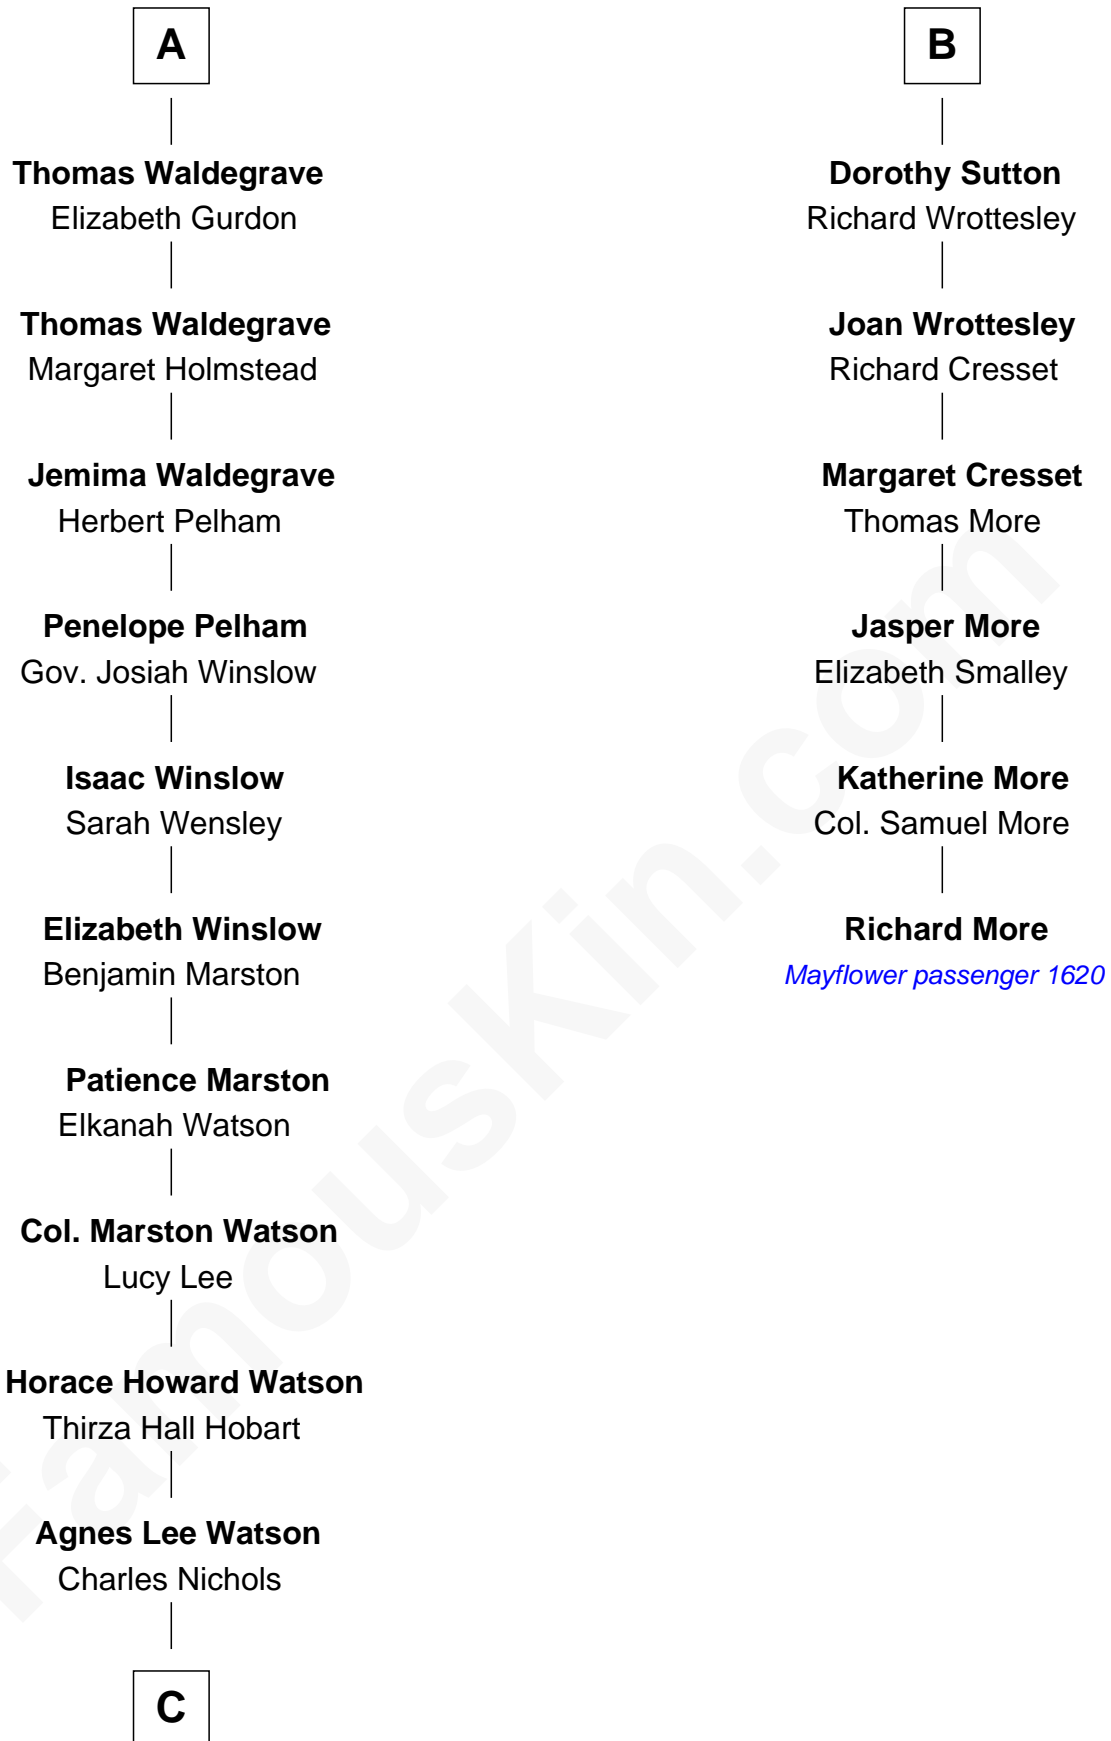 A
Thomas Waldegrave
Elizabeth Gurdon
Thomas Waldegrave
Margaret Holmstead
Jemima Waldegrave
Herbert Pelham
Penelope Pelham
Gov. Josiah Winslow
Isaac Winslow
Sarah Wensley
Elizabeth Winslow
Benjamin Marston
Patience Marston
Elkanah Watson
Col. Marston Watson
Lucy Lee
Horace Howard Watson
Thirza Hall Hobart
Agnes Lee Watson
Charles Nichols
C
B
Dorothy Sutton
Richard Wrottesley
Joan Wrottesley
Richard Cresset
Margaret Cresset
Thomas More
Jasper More
Elizabeth Smalley
Katherine More
Col. Samuel More
Richard More
Mayflower passenger 1620
FamousKin.com